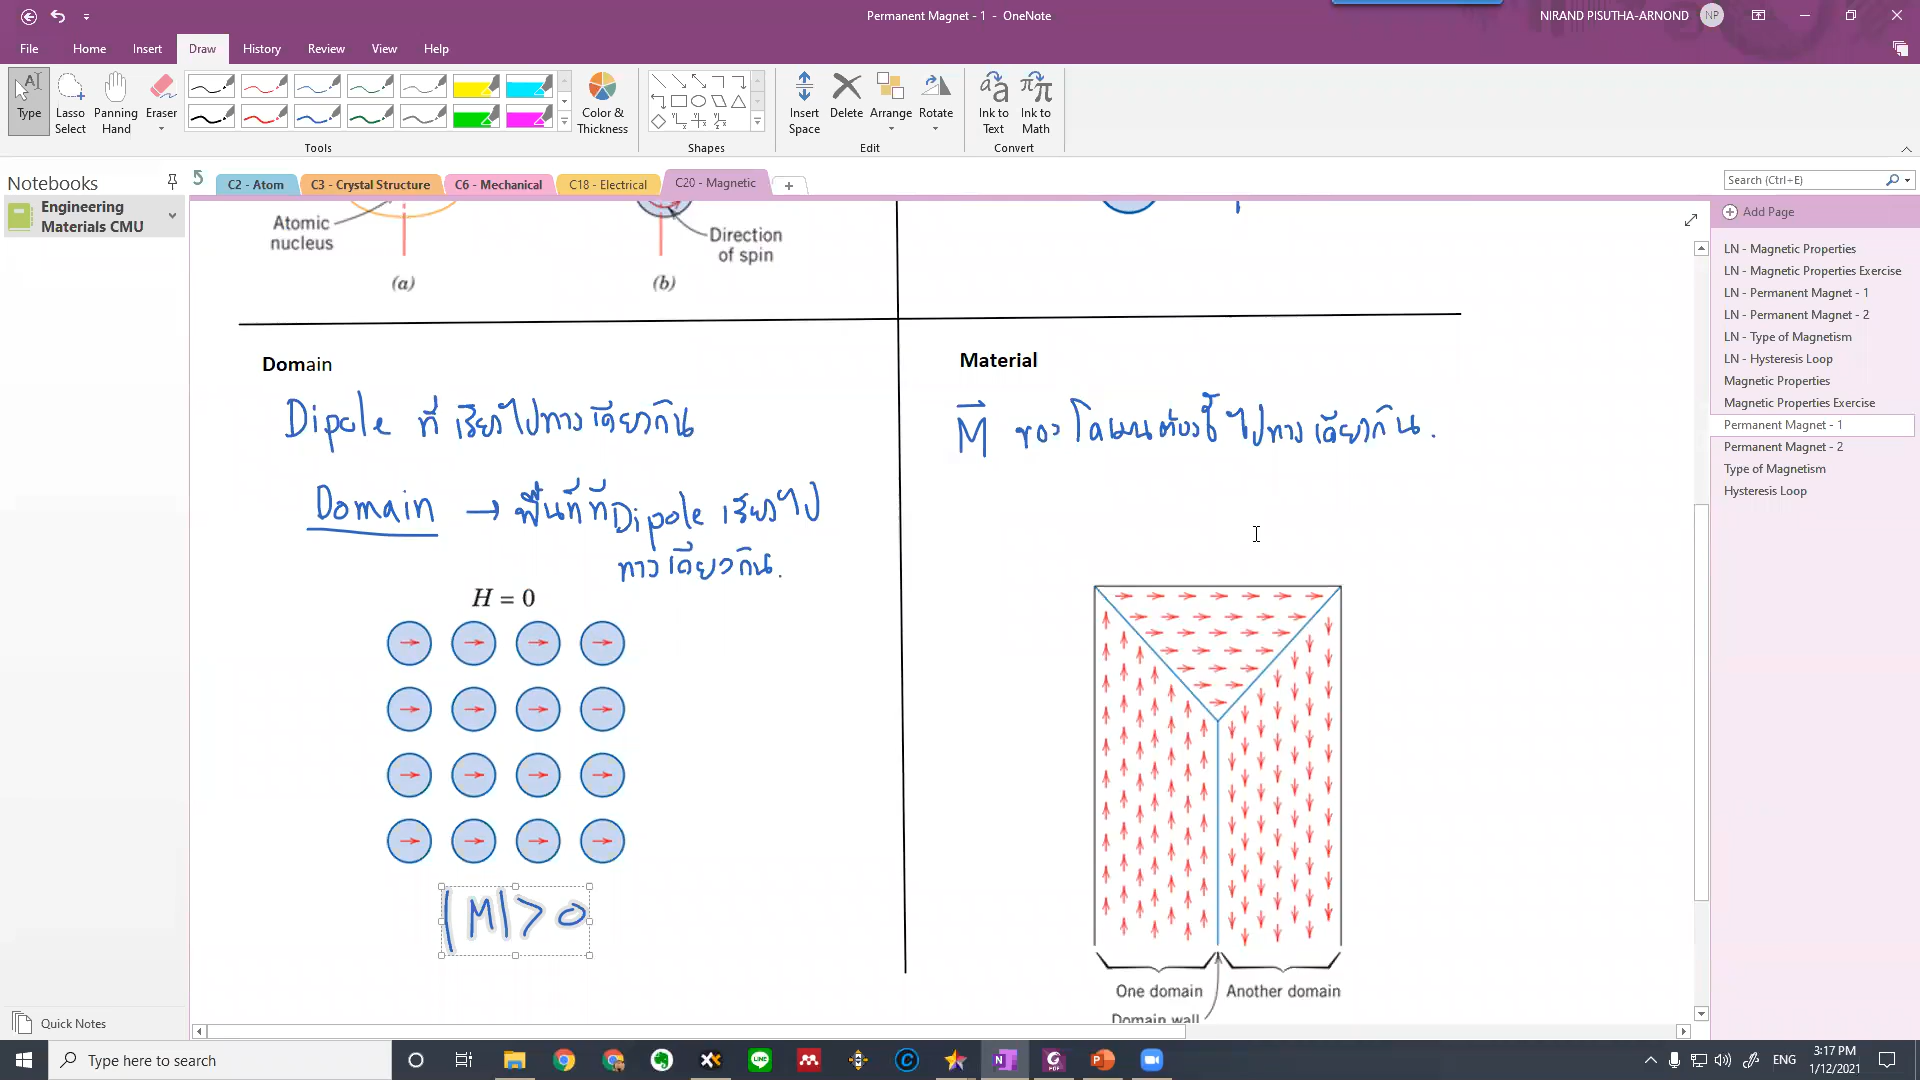 Permanent Magnet - 1 - OneNote
NIRAND PISUTHA-ARNOND NP
File Home Insert Draw History Review View Help
Type
Lasso Select
Panning Hand
Eraser
Color & Thickness
Insert Space
Delete
Arrange
Rotate
Ink to Text
Ink to Math
Tools
Shapes
Edit
Convert
Notebooks
Engineering Materials CMU
C2 - Atom
C3 - Crystal Structure
C6 - Mechanical
C18 - Electrical
C20 - Magnetic
Search (Ctrl+E)
Add Page
LN - Magnetic Properties
LN - Magnetic Properties Exercise
LN - Permanent Magnet - 1
LN - Permanent Magnet - 2
LN - Type of Magnetism
LN - Hysteresis Loop
Magnetic Properties
Magnetic Properties Exercise
Permanent Magnet - 1
Permanent Magnet - 2
Type of Magnetism
Hysteresis Loop
Atomic nucleus
Direction of spin
(a)
(b)
Domain
Dipole ที่ เรียงไปทางเดียวกัน
Domain → พื้นที่ที่ Dipole เรียงไป
ทางเดียวกัน.
H = 0
|M| > 0
Material
M ของ โดเมนต้องชี้ ไปทางเดียวกัน.
One domain
Another domain
Domain wall
Quick Notes
Type here to search
ENG
3:17 PM
1/12/2021